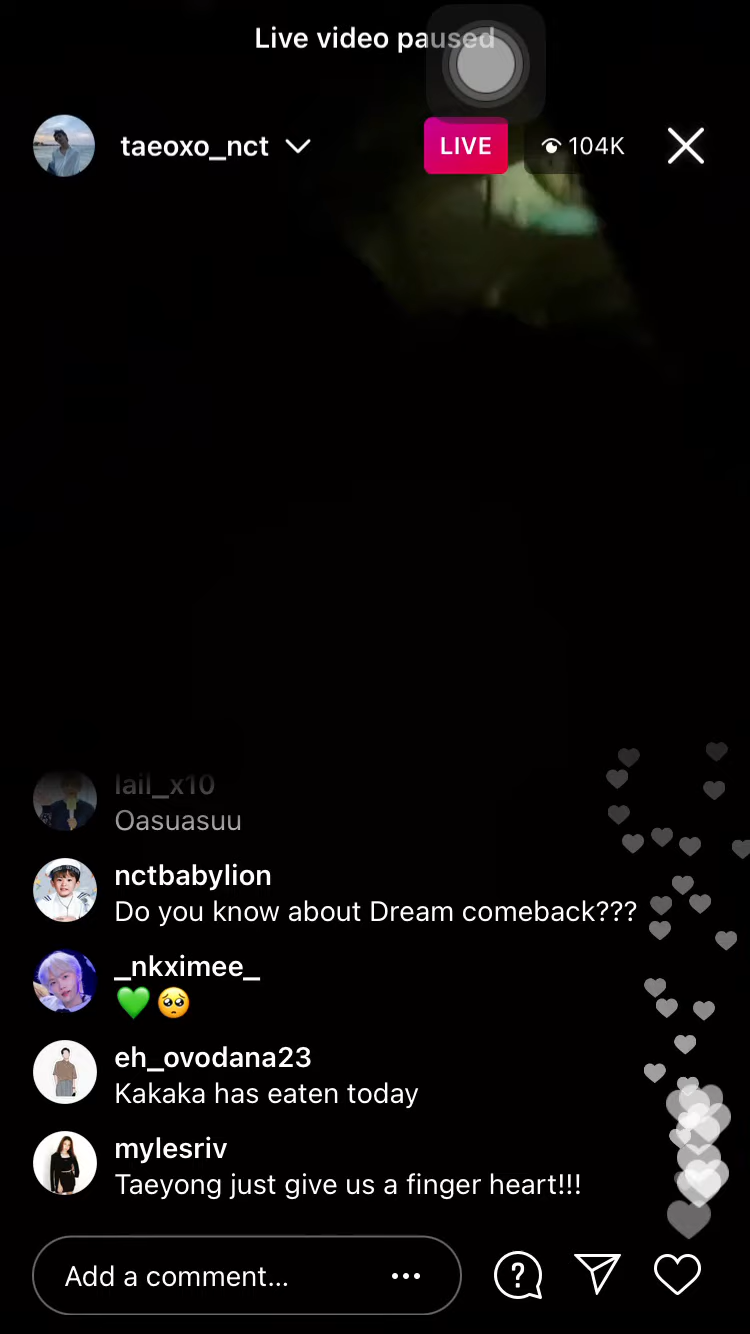 Live video paused
taeoxo_nct
LIVE
104K
lail_x10
Oasuasuu
nctbabylion
Do you know about Dream comeback???
_nkximee_
💚🥺
eh_ovodana23
Kakaka has eaten today
mylesriv
Taeyong just give us a finger heart!!!
Add a comment...